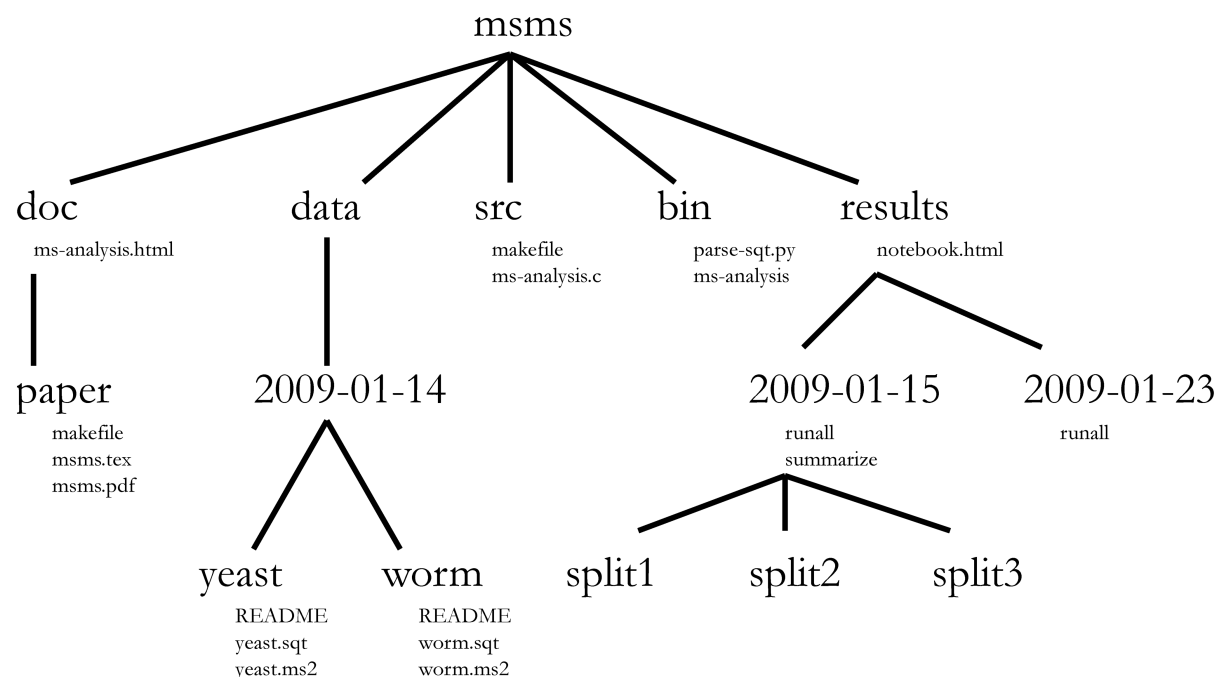 msms
doc
ms-analysis.html
data
src
makefile
ms-analysis.c
bin
parse-sqt.py
ms-analysis
results
notebook.html
paper
makefile
msms.tex
msms.pdf
2009-01-14
2009-01-15
runall
summarize
2009-01-23
runall
yeast
README
yeast.sqt
yeast.ms2
worm
README
worm.sqt
worm.ms2
split1
split2
split3